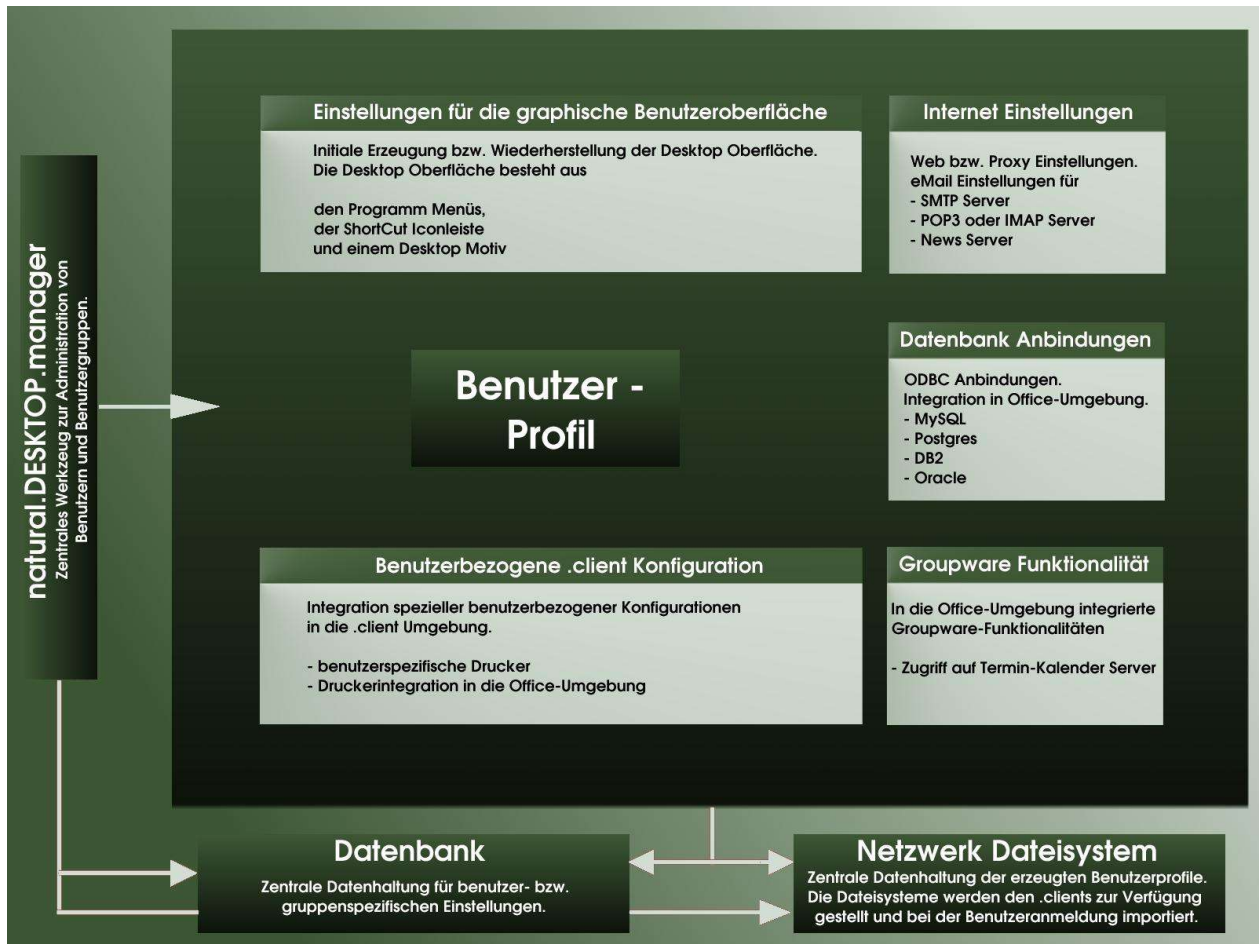 natural.DESKTOP.manager
Zentrales Werkzeug zur Administration von
Benutzern und Benutzergruppen.
Einstellungen für die graphische Benutzeroberfläche
Initiale Erzeugung bzw. Wiederherstellung der Desktop Oberfläche.
Die Desktop Oberfläche besteht aus
den Programm Menüs,
der ShortCut Iconleiste
und einem Desktop Motiv
Internet Einstellungen
Web bzw. Proxy Einstellungen.
eMail Einstellungen für
- SMTP Server
- POP3 oder IMAP Server
- News Server
Benutzer -
Profil
Datenbank Anbindungen
ODBC Anbindungen.
Integration in Office-Umgebung.
- MySQL
- Postgres
- DB2
- Oracle
Benutzerbezogene .client Konfiguration
Integration spezieller benutzerbezogener Konfigurationen
in die .client Umgebung.
- benutzerspezifische Drucker
- Druckerintegration in die Office-Umgebung
Groupware Funktionalität
In die Office-Umgebung integrierte
Groupware-Funktionalitäten
- Zugriff auf Termin-Kalender Server
Datenbank
Zentrale Datenhaltung für benutzer- bzw.
gruppenspezifischen Einstellungen.
Netzwerk Dateisystem
Zentrale Datenhaltung der erzeugten Benutzerprofile.
Die Dateisysteme werden den .clients zur Verfügung
gestellt und bei der Benutzeranmeldung importiert.